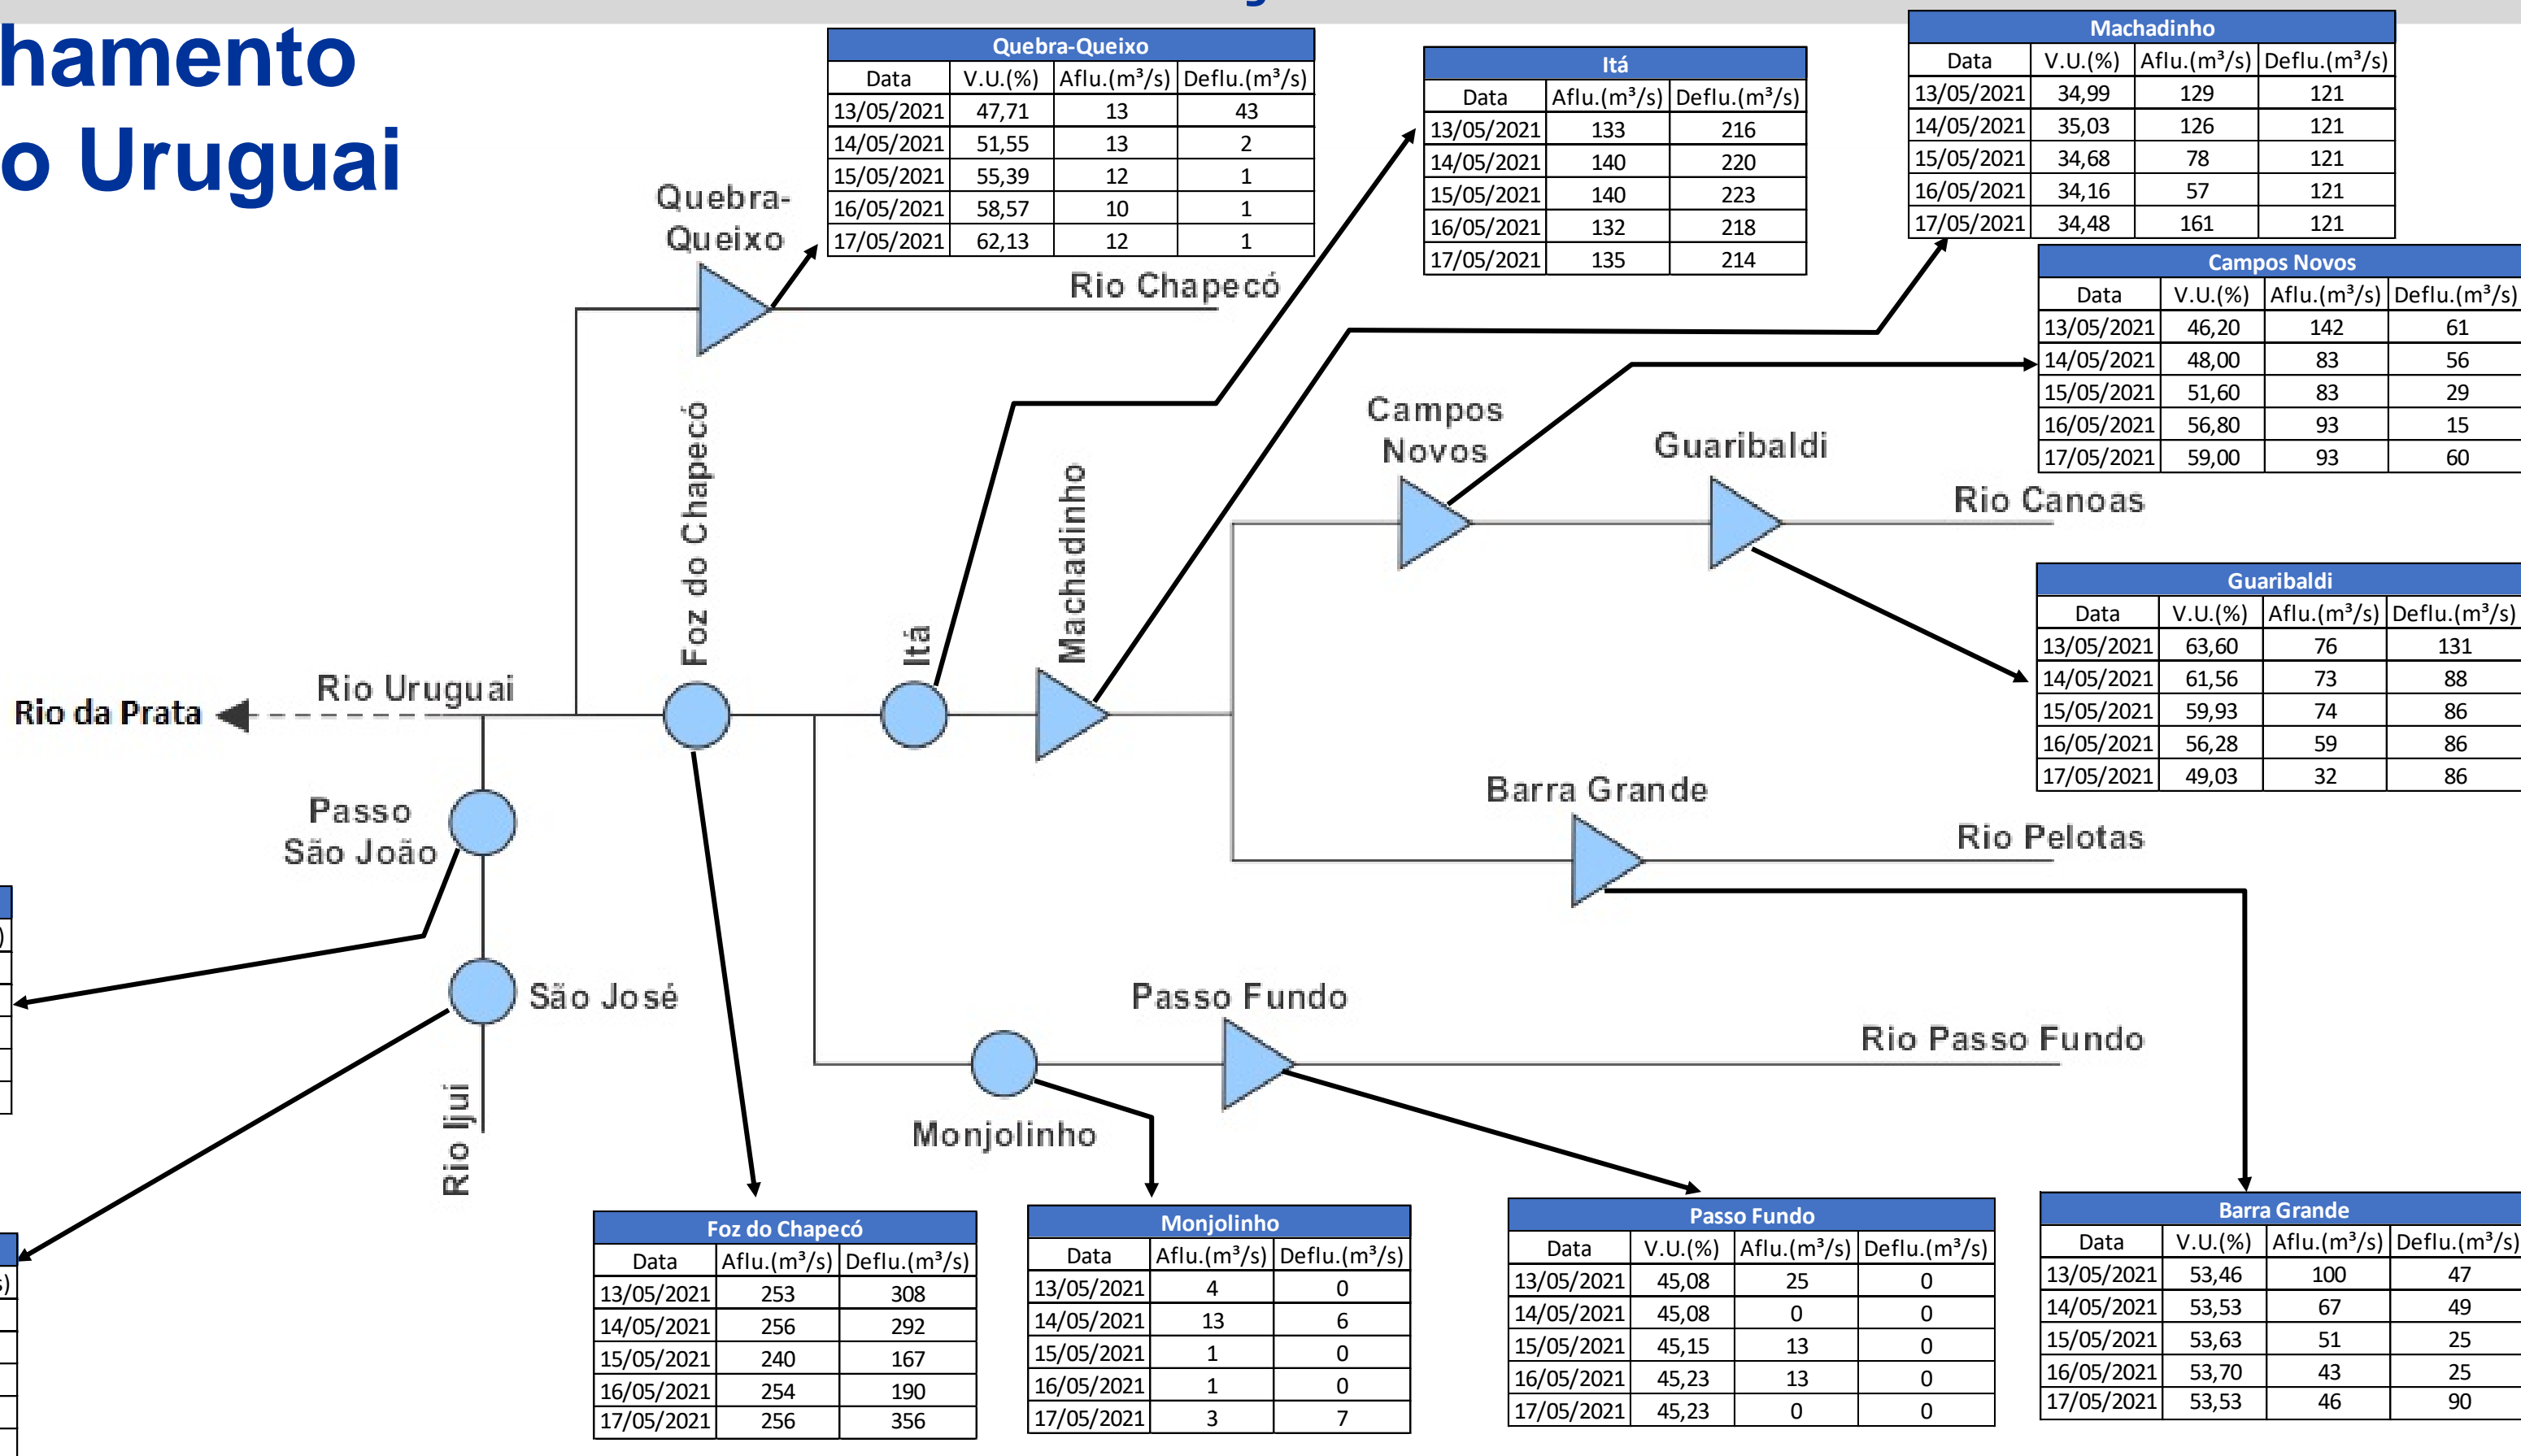 hamento
o Uruguai
Quebra-Queixo
Data V.U.(%) Aflu.(m³/s) Deflu.(m³/s)
13/05/2021 47,71 13 43
14/05/2021 51,55 13 2
15/05/2021 55,39 12 1
16/05/2021 58,57 10 1
17/05/2021 62,13 12 1
Itá
Data Aflu.(m³/s) Deflu.(m³/s)
13/05/2021 133 216
14/05/2021 140 220
15/05/2021 140 223
16/05/2021 132 218
17/05/2021 135 214
Machadinho
Data V.U.(%) Aflu.(m³/s) Deflu.(m³/s)
13/05/2021 34,99 129 121
14/05/2021 35,03 126 121
15/05/2021 34,68 78 121
16/05/2021 34,16 57 121
17/05/2021 34,48 161 121
Campos Novos
Data V.U.(%) Aflu.(m³/s) Deflu.(m³/s)
13/05/2021 46,20 142 61
14/05/2021 48,00 83 56
15/05/2021 51,60 83 29
16/05/2021 56,80 93 15
17/05/2021 59,00 93 60
Quebra-
Queixo
Rio Chapecó
Foz do Chapecó
Itá
Machadinho
Campos
Novos
Guaribaldi
Rio Canoas
Guaribaldi
Data V.U.(%) Aflu.(m³/s) Deflu.(m³/s)
13/05/2021 63,60 76 131
14/05/2021 61,56 73 88
15/05/2021 59,93 74 86
16/05/2021 56,28 59 86
17/05/2021 49,03 32 86
Rio Uruguai
Rio da Prata
Passo
São João
Barra Grande
Rio Pelotas
São José
Rio Ijui
Passo Fundo
Rio Passo Fundo
Monjolinho
Foz do Chapecó
Data Aflu.(m³/s) Deflu.(m³/s)
13/05/2021 253 308
14/05/2021 256 292
15/05/2021 240 167
16/05/2021 254 190
17/05/2021 256 356
Monjolinho
Data Aflu.(m³/s) Deflu.(m³/s)
13/05/2021 4 0
14/05/2021 13 6
15/05/2021 1 0
16/05/2021 1 0
17/05/2021 3 7
Passo Fundo
Data V.U.(%) Aflu.(m³/s) Deflu.(m³/s)
13/05/2021 45,08 25 0
14/05/2021 45,08 0 0
15/05/2021 45,15 13 0
16/05/2021 45,23 13 0
17/05/2021 45,23 0 0
Barra Grande
Data V.U.(%) Aflu.(m³/s) Deflu.(m³/s)
13/05/2021 53,46 100 47
14/05/2021 53,53 67 49
15/05/2021 53,63 51 25
16/05/2021 53,70 43 25
17/05/2021 53,53 46 90